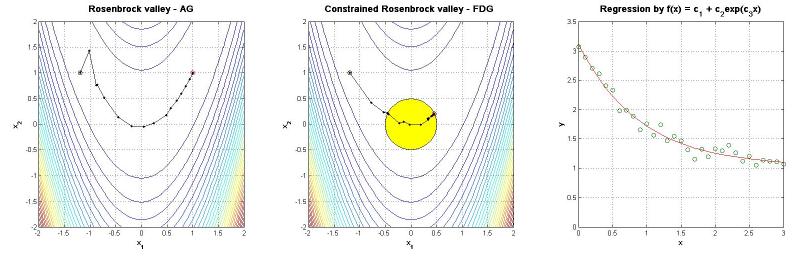 Rosenbrock valley - AG
2
1.5
1
0.5
0
-0.5
-1
1.5
2
x2
-2 -1.5 -1 -0.5 0 0.5 1 1.5 2
x1
Constrained Rosenbrock valley - FDG
2
1.5
1
0.5
0
-0.5
-1
1.5
2
x2
-2 -1.5 -1 -0.5 0 0.5 1 1.5 2
x1
Regression by f(x) = c1 + c2exp(c3x)
3.5
3
2.5
2
1.5
1
0.5
0
y
0 0.5 1 1.5 2 2.5 3
x